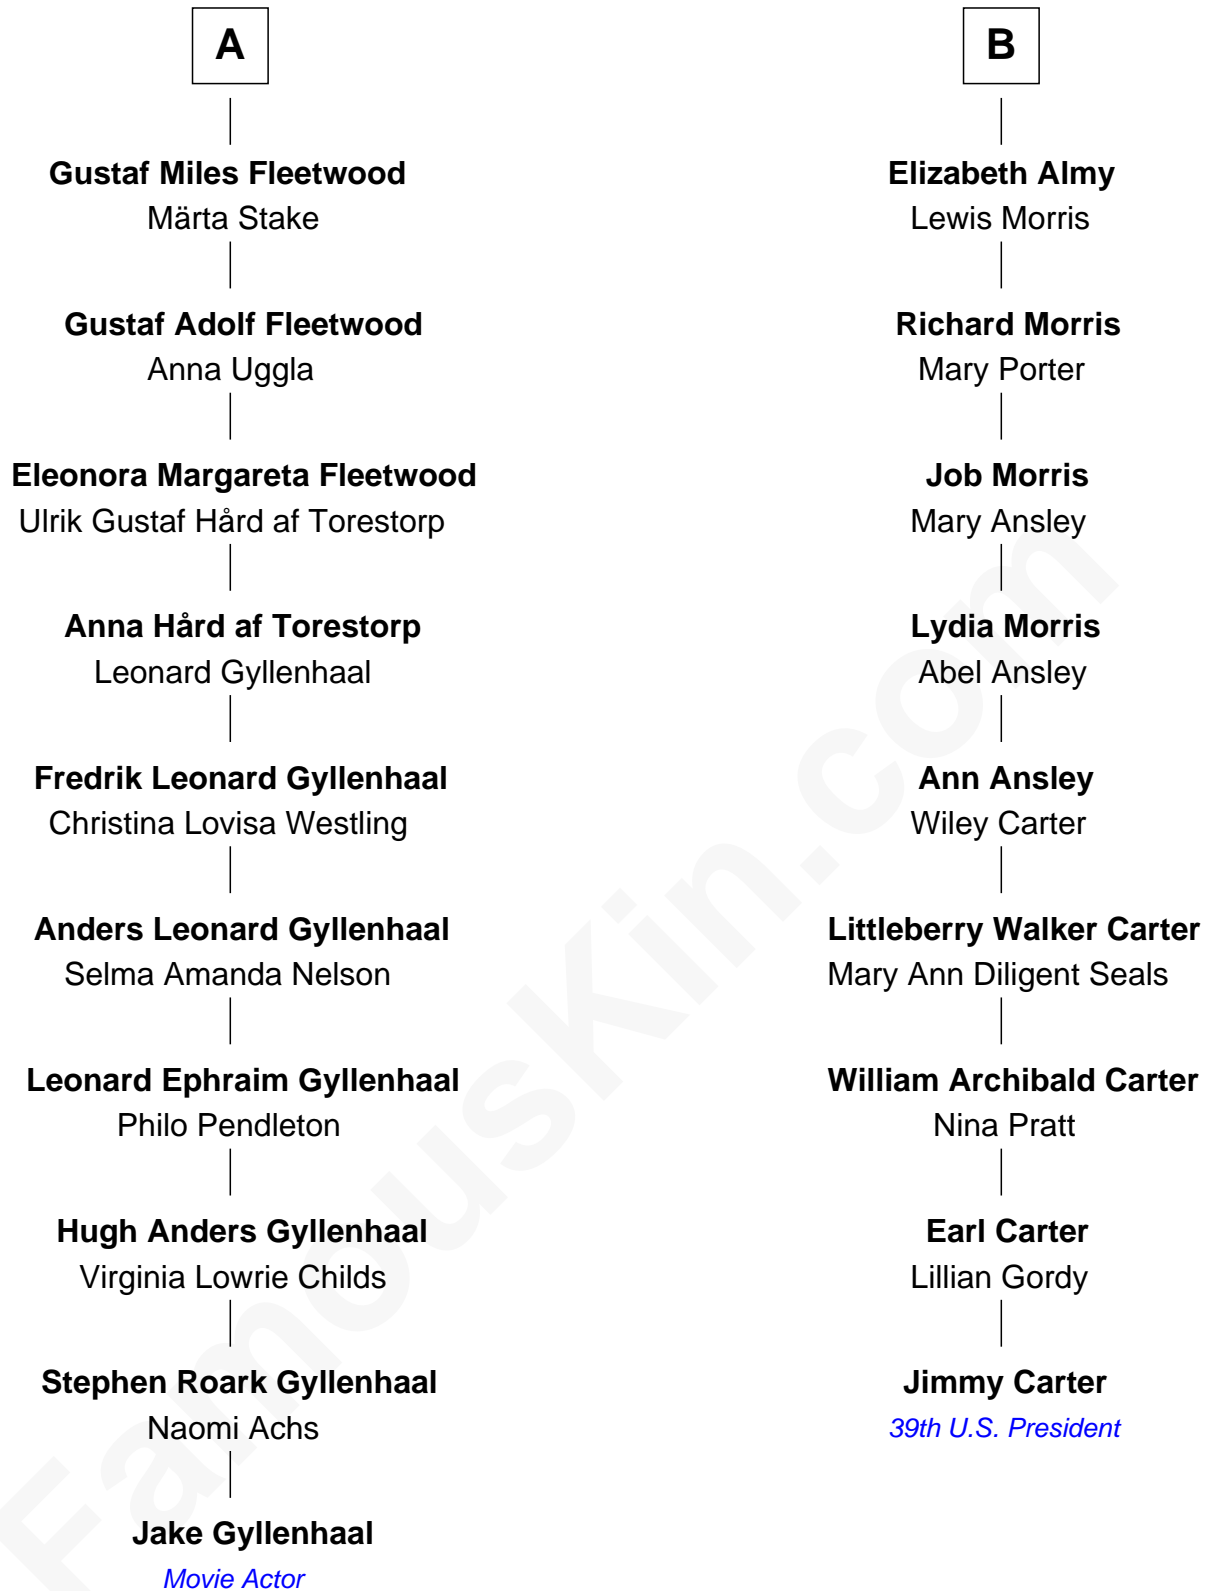 A
Gustaf Miles Fleetwood
Märta Stake
Gustaf Adolf Fleetwood
Anna Uggla
Eleonora Margareta Fleetwood
Ulrik Gustaf Hård af Torestorp
Anna Hård af Torestorp
Leonard Gyllenhaal
Fredrik Leonard Gyllenhaal
Christina Lovisa Westling
Anders Leonard Gyllenhaal
Selma Amanda Nelson
Leonard Ephraim Gyllenhaal
Philo Pendleton
Hugh Anders Gyllenhaal
Virginia Lowrie Childs
Stephen Roark Gyllenhaal
Naomi Achs
Jake Gyllenhaal
Movie Actor
B
Elizabeth Almy
Lewis Morris
Richard Morris
Mary Porter
Job Morris
Mary Ansley
Lydia Morris
Abel Ansley
Ann Ansley
Wiley Carter
Littleberry Walker Carter
Mary Ann Diligent Seals
William Archibald Carter
Nina Pratt
Earl Carter
Lillian Gordy
Jimmy Carter
39th U.S. President
FamousKin.com